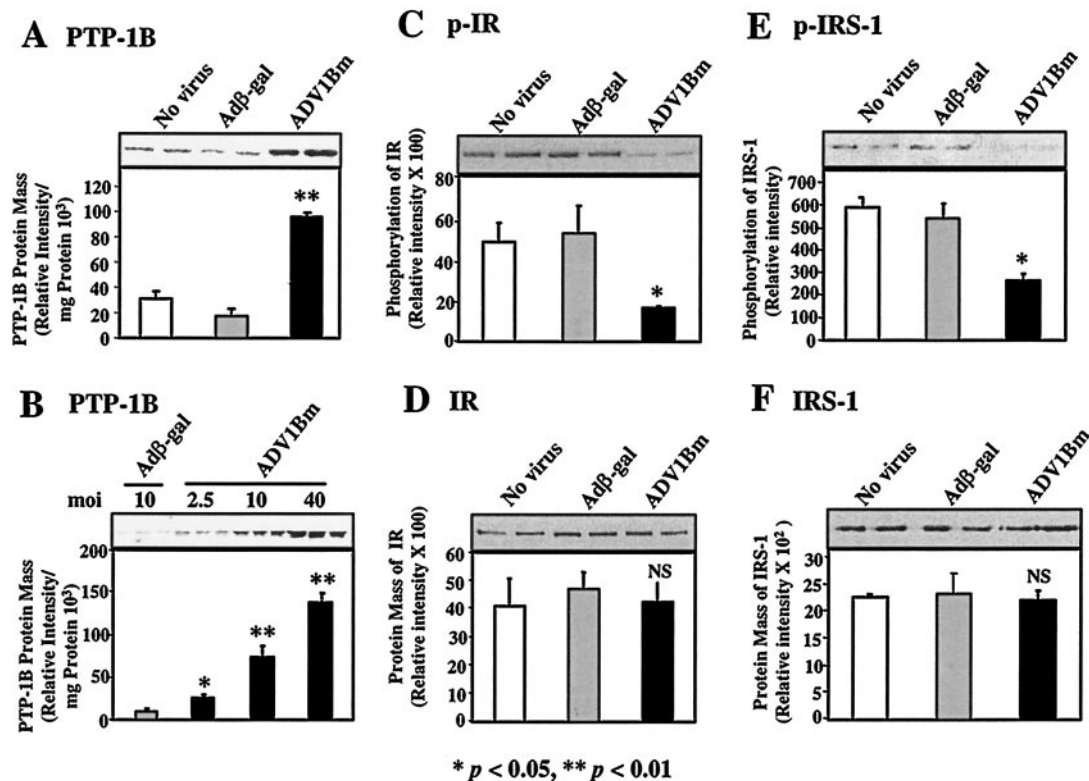 A PTP-1B
No virus
Adβ-gal
ADV1Bm
PTP-1B Protein Mass
(Relative Intensity/
mg Protein 10³)
120
100
80
60
40
20
0
**
B PTP-1B
Adβ-gal
ADV1Bm
moi 10 2.5 10 40
PTP-1B Protein Mass
(Relative Intensity/
mg Protein 10³)
200
150
100
50
0
*
**
**
C p-IR
No virus
Adβ-gal
ADV1Bm
Phosphorylation of IR
(Relative intensity X 100)
80
60
40
20
0
*
D IR
No virus
Adβ-gal
ADV1Bm
Protein Mass of IR
(Relative intensity X 100)
60
50
40
30
20
10
0
NS
E p-IRS-1
No virus
Adβ-gal
ADV1Bm
Phosphorylation of IRS-1
(Relative intensity)
700
600
500
400
300
200
100
0
*
F IRS-1
No virus
Adβ-gal
ADV1Bm
Protein Mass of IRS-1
(Relative intensity X 10²)
30
25
20
15
10
5
0
NS
* p < 0.05, ** p < 0.01